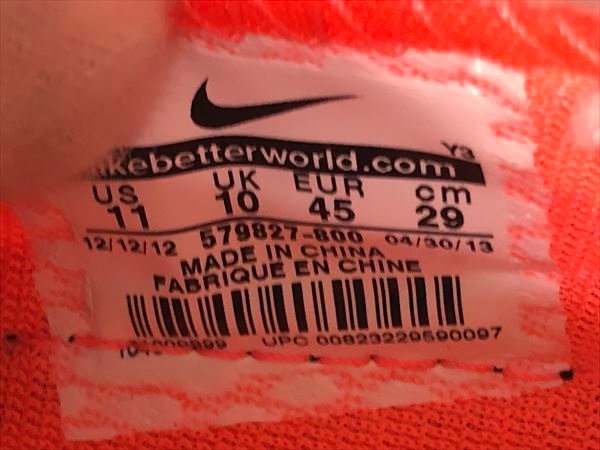 Y3
kebetterworld.com
US UK EUR cm
11 10 45 29
12/12/12 579827-800 04/30/13
MADE IN CHINA
FABRIQUE EN CHINE
UPC 00823229590097